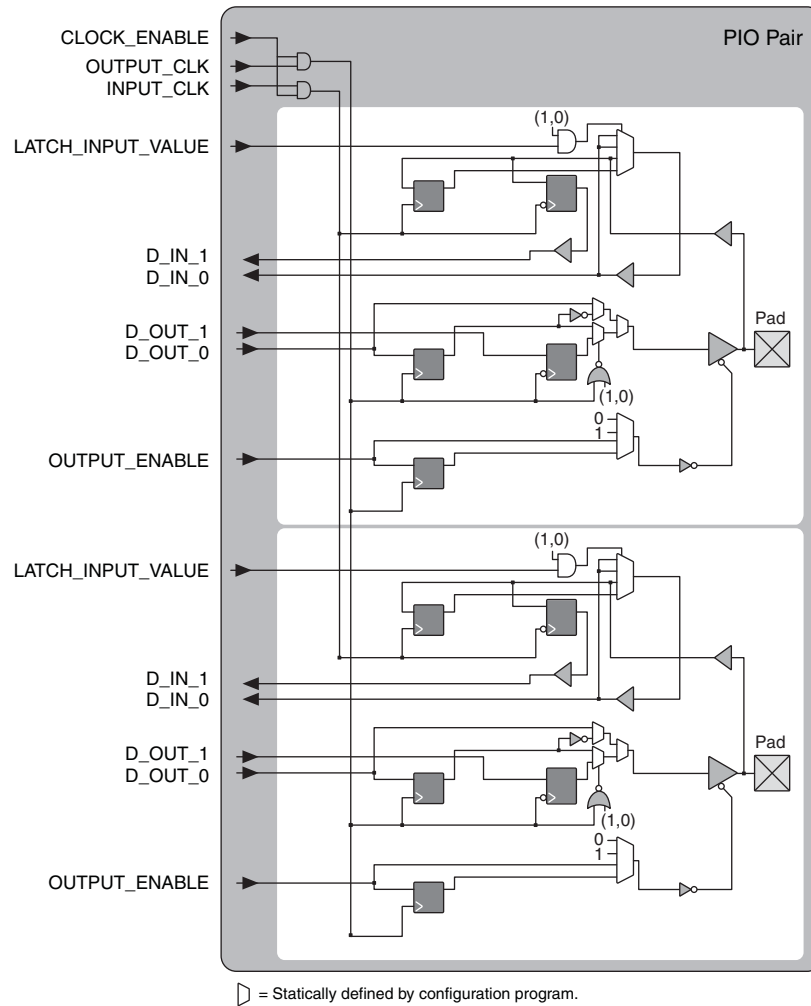 PIO Pair
CLOCK_ENABLE
OUTPUT_CLK
INPUT_CLK
(1,0)
LATCH_INPUT_VALUE
D_IN_1
D_IN_0
D_OUT_1
D_OUT_0
Pad
(1,0)
0
1
OUTPUT_ENABLE
(1,0)
LATCH_INPUT_VALUE
D_IN_1
D_IN_0
D_OUT_1
D_OUT_0
Pad
(1,0)
0
1
OUTPUT_ENABLE
= Statically defined by configuration program.